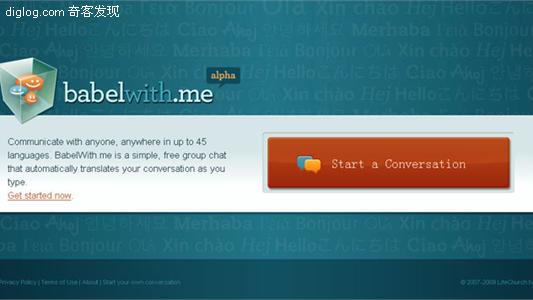 diglog.com 奇客发现
alpha
babelwith.me
Communicate with anyone, anywhere in up to 45
languages. BabelWith.me is a simple, free group chat
that automatically translates your conversation as you
type.
Get started now.
Start a Conversation
Privacy Policy | Terms of Use | About | Start your own conversation
© 2007-2009 LifeChurch.tv